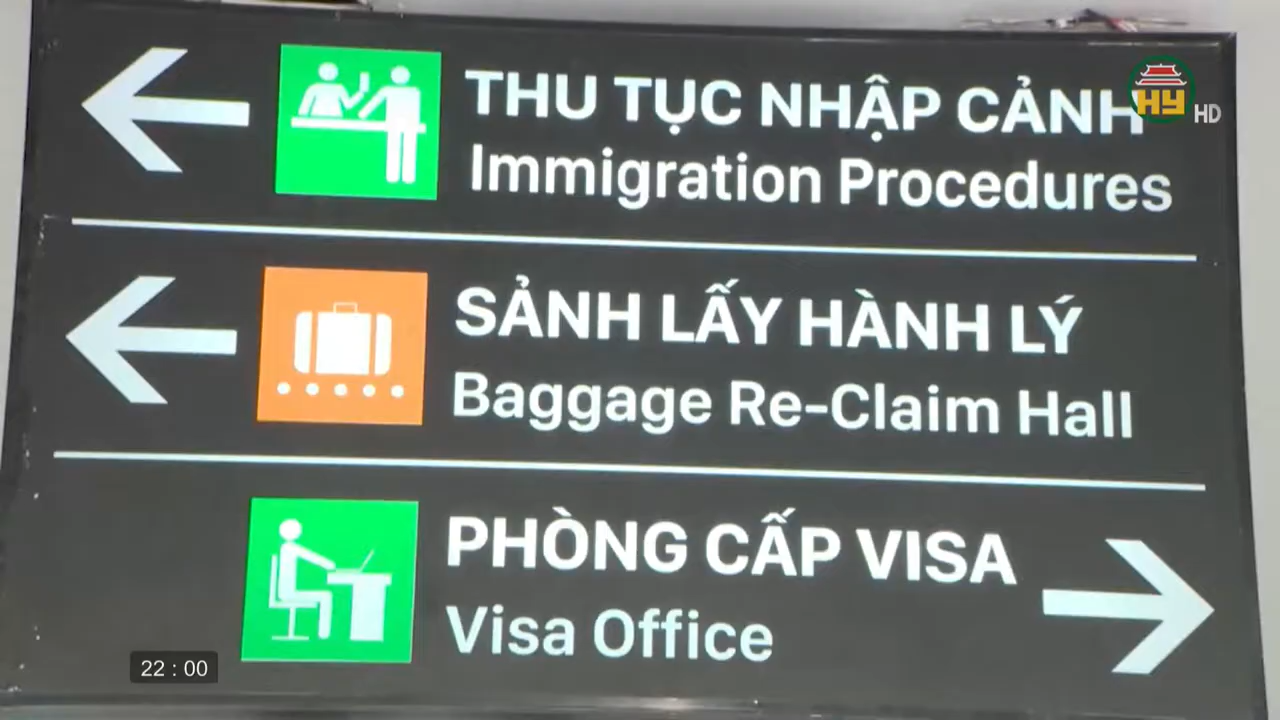 THU TỤC NHẬP CẢNH
Immigration Procedures
HY HD
SẢNH LẤY HÀNH LÝ
Baggage Re-Claim Hall
PHÒNG CẤP VISA
Visa Office
22 : 00